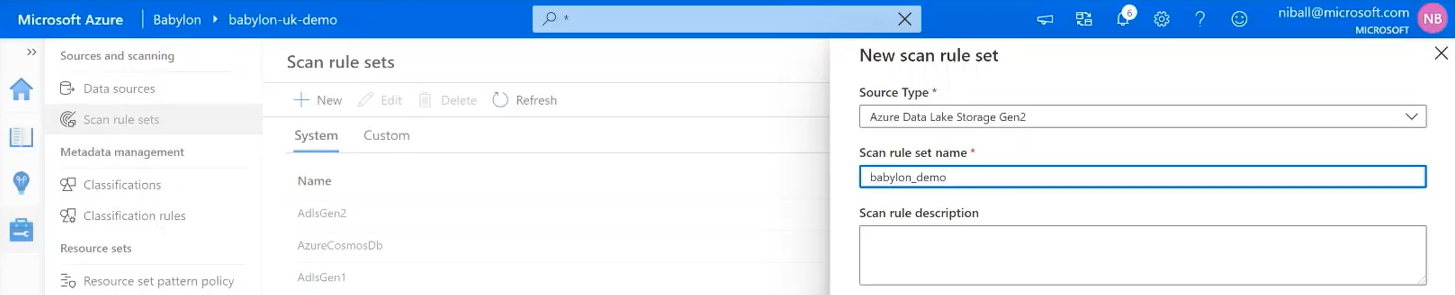 Microsoft Azure Babylon > babylon-uk-demo * 6 niball@microsoft.com
MICROSOFT NB
Sources and scanning
Data sources
Scan rule sets
Metadata management
Classifications
Classification rules
Resource sets
Resource set pattern policy
Scan rule sets
New Edit Delete Refresh
System Custom
Name
AdlsGen2
AzureCosmosDb
AdlsGen1
New scan rule set
Source Type *
Azure Data Lake Storage Gen2
Scan rule set name *
babylon_demo
Scan rule description